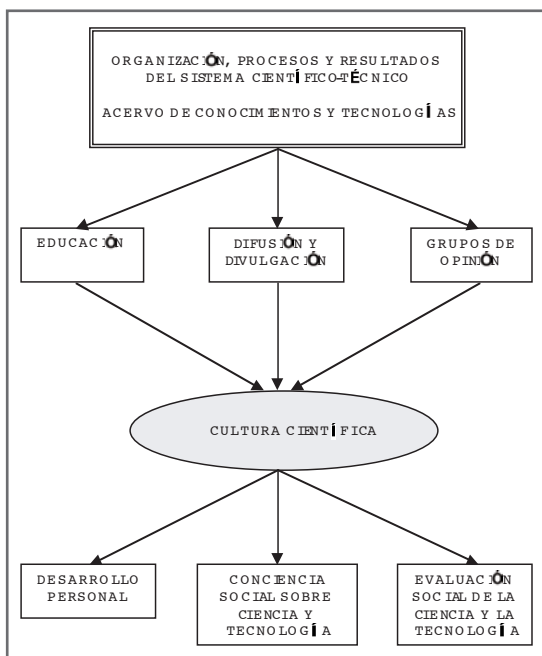 ORGANIZACIÓN, PROCESOS Y RESULTADOS
DEL SISTEMA CIENTÍFICO-TÉCNICO
ACERVO DE CONOCIMIENTOS Y TECNOLOGÍAS
EDUCACIÓN
DIFUSIÓN Y
DIVULGACIÓN
GRUPOS DE
OPINIÓN
CULTURA CIENTÍFICA
DESARROLLO
PERSONAL
CONCIENCIA
SOCIAL SOBRE
CIENCIA Y
TECNOLOGÍA
EVALUACIÓN
SOCIAL DE LA
CIENCIA Y LA
TECNOLOGÍA